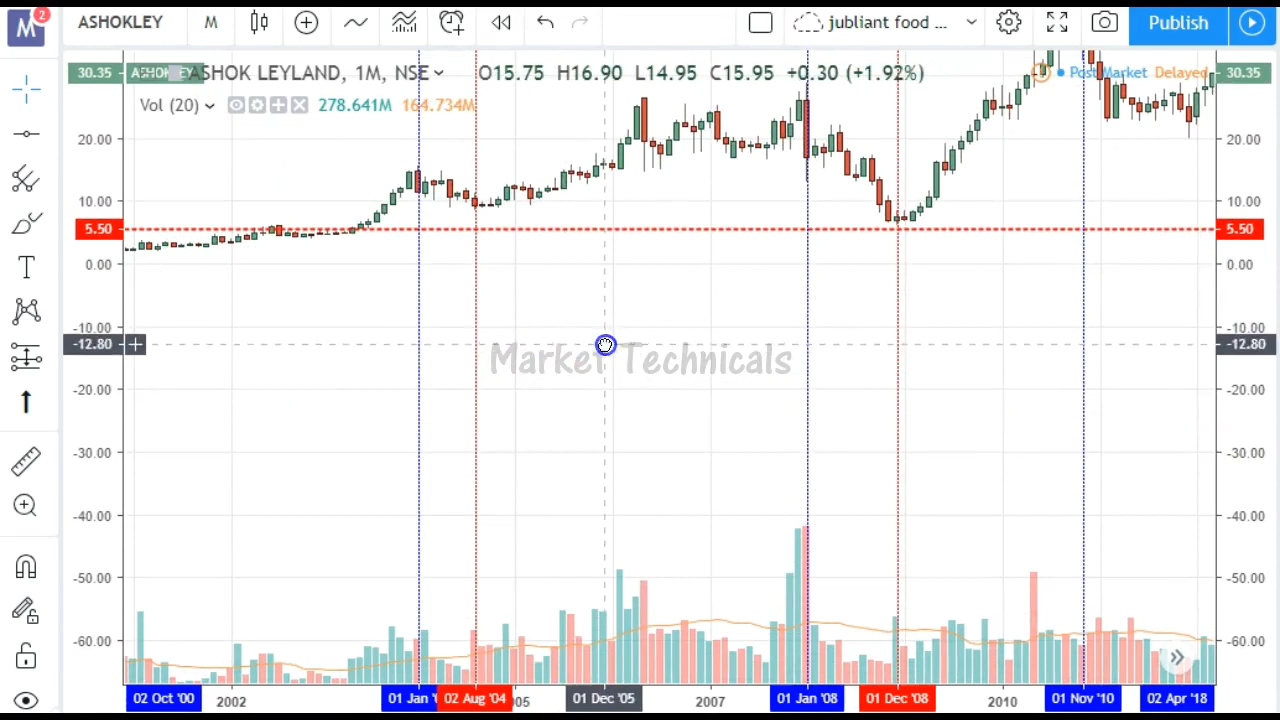 M 2 ASHOKLEY M jubliant food ... Publish
30.35 ASHOK LEYLAND, 1M, NSE O15.75 H16.90 L14.95 C15.95 +0.30 (+1.92%) Post Market Delayed 30.35
Vol (20) 278.641M 164.734M
20.00 20.00
10.00 10.00
5.50 5.50
0.00 0.00
-10.00 -10.00
-12.80 -12.80
Market Technicals
-20.00 -20.00
-30.00 -30.00
-40.00 -40.00
-50.00 -50.00
-60.00 -60.00
02 Oct '00 2002 01 Jan 02 Aug '04 01 Dec '05 2007 01 Jan '08 01 Dec '08 2010 01 Nov '10 02 Apr '18